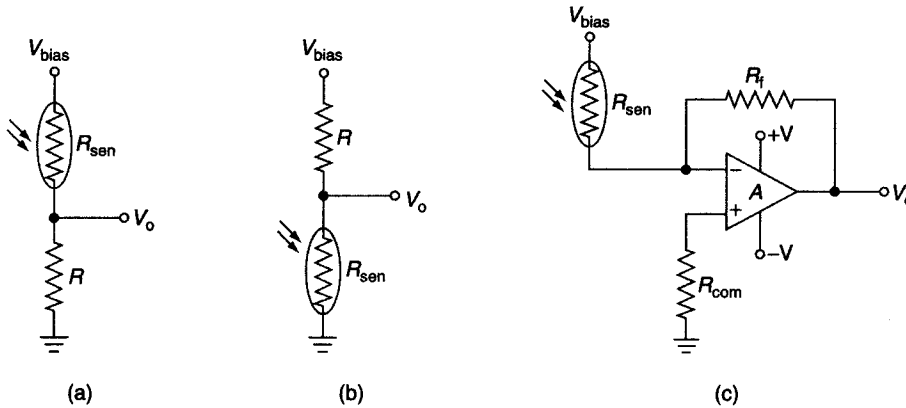 V_bias
R_sen
V_o
R
(a)
V_bias
R
V_o
R_sen
(b)
V_bias
R_sen
R_f
+V
−
A
+
−V
R_com
(c)